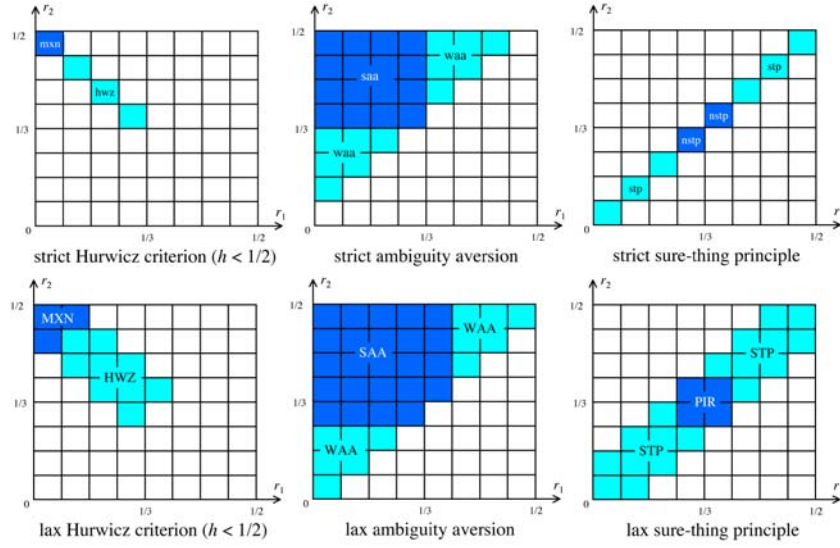 r₂
1/2
mxn
hwz
1/3
0
1/3
1/2
r₁
strict Hurwicz criterion (h < 1/2)
r₂
1/2
saa
waa
1/3
waa
0
1/3
1/2
r₁
strict ambiguity aversion
r₂
1/2
stp
nstp
1/3
nstp
stp
0
1/3
1/2
r₁
strict sure-thing principle
r₂
1/2
MXN
HWZ
1/3
0
1/3
1/2
r₁
lax Hurwicz criterion (h < 1/2)
r₂
1/2
WAA
SAA
1/3
WAA
0
1/3
1/2
r₁
lax ambiguity aversion
r₂
1/2
STP
PIR
1/3
STP
0
1/3
1/2
lax sure-thing principle